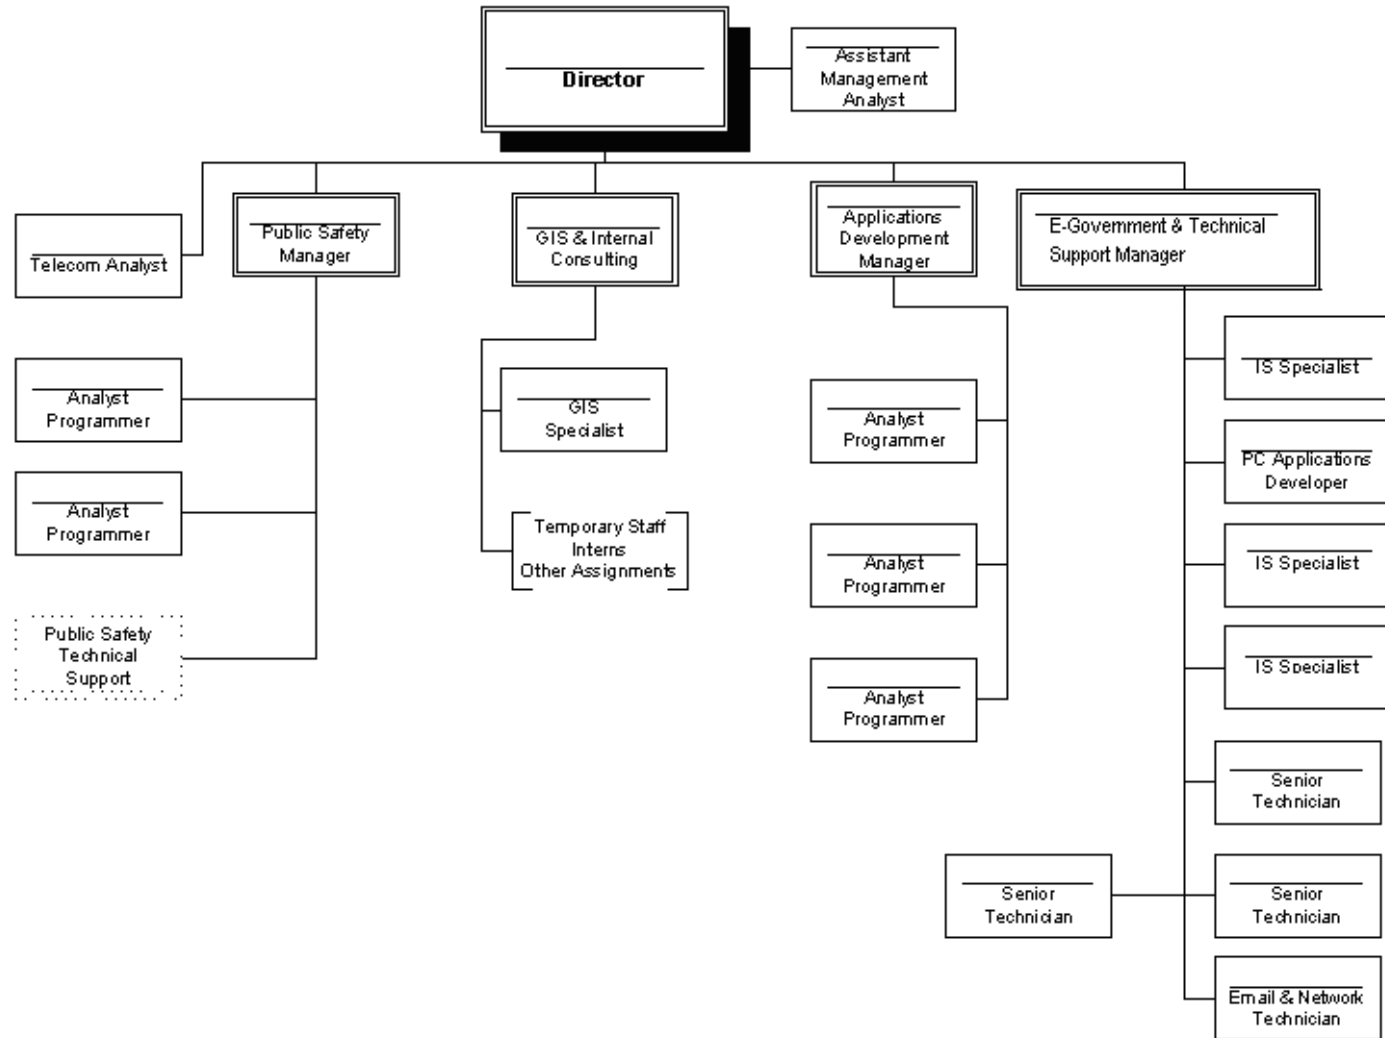 Director
Assistant
Management
Analyst
Telecom Analyst
Public Safety
Manager
GIS & Internal
Consulting
Applications
Development
Manager
E-Government & Technical
Support Manager
Analyst
Programmer
Analyst
Programmer
Public Safety
Technical
Support
GIS
Specialist
Temporary Staff
Interns
Other Assignments
Analyst
Programmer
Analyst
Programmer
Analyst
Programmer
IS Specialist
PC Applications
Developer
IS Specialist
IS Specialist
Senior
Technician
Senior
Technician
Senior
Technician
Email & Network
Technician